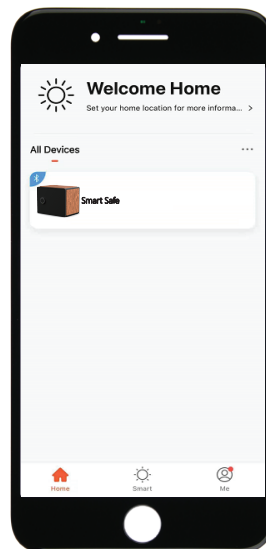 Welcome Home
Set your home location for more informa... >
All Devices
...
Smart Safe
Home
Smart
Me